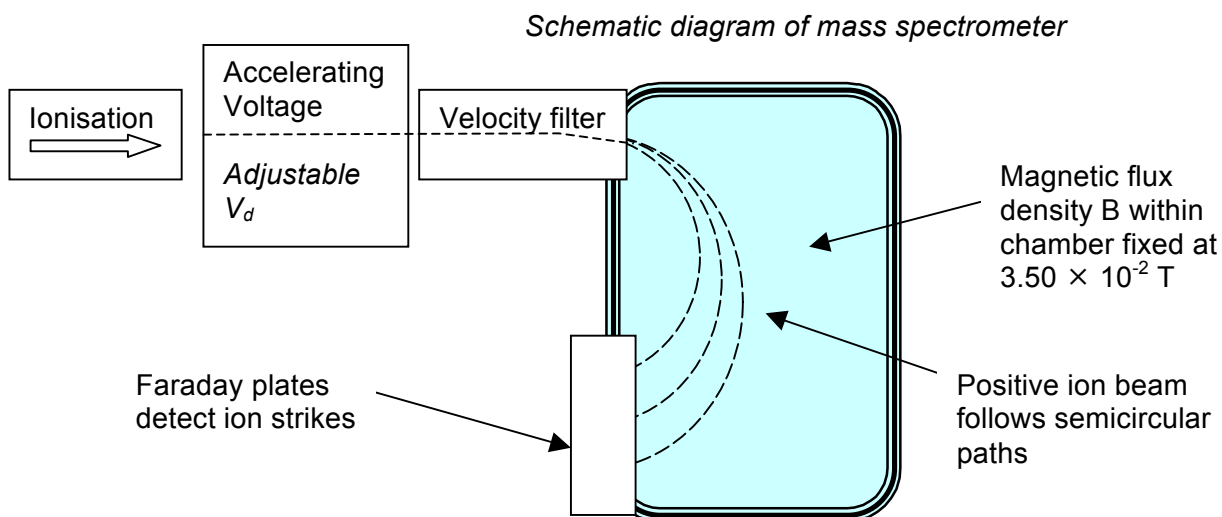 Schematic diagram of mass spectrometer
Ionisation
Accelerating
Voltage
Adjustable
V_d
Velocity filter
Magnetic flux
density B within
chamber fixed at
3.50 × 10⁻² T
Faraday plates
detect ion strikes
Positive ion beam
follows semicircular
paths